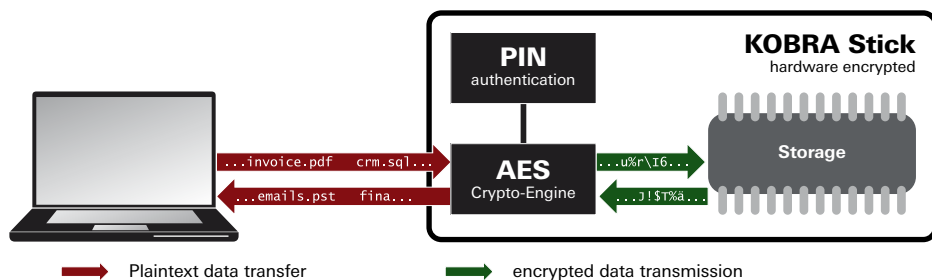 KOBRA Stick
hardware encrypted
PIN
authentication
Storage
...invoice.pdf crm.sql...
AES
Crypto-Engine
...u%r\I6...
...emails.pst fina...
...J!$T%ä...
Plaintext data transfer
encrypted data transmission